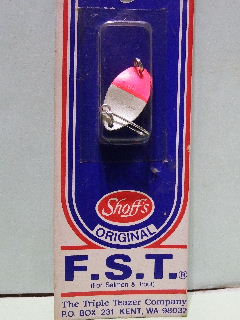 Shoff's
ORIGINAL
F.S.T.®
(For Salmon & Trout)
The Triple Teazer Company
P.O. BOX 231 KENT, WA 98032